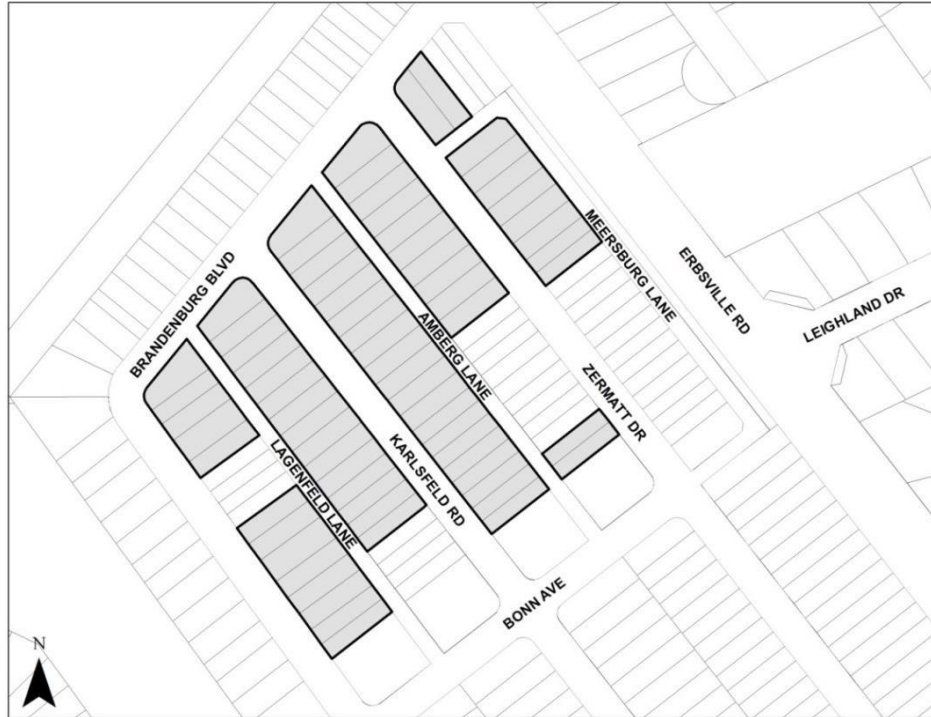 BRANDENBURG BLVD
MEERSBURG LANE
ERBSVILLE RD
LEIGHLAND DR
AMBERG LANE
ZERMATT DR
KARLSFELD RD
LAGENFELD LANE
BONN AVE
N